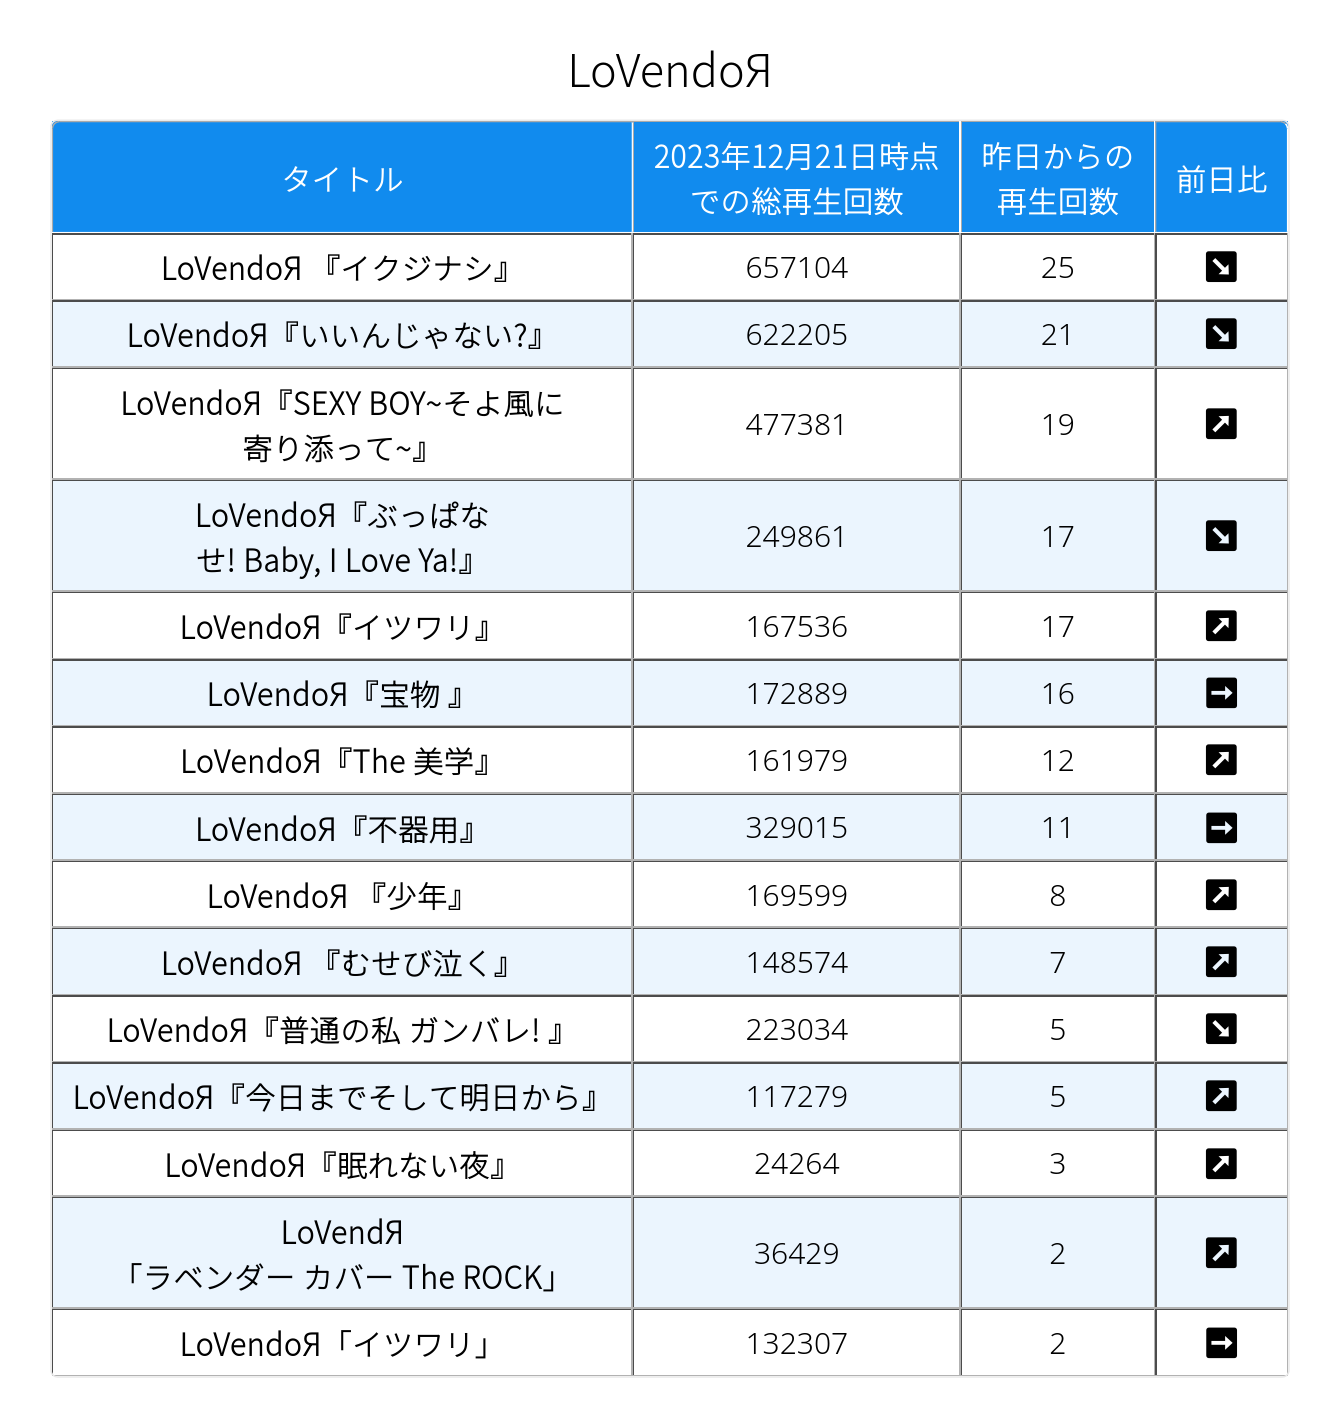 LoVendoЯ
タイトル
2023年12月21日時点
での総再生回数
昨日からの
再生回数
前日比
LoVendoЯ 『イクジナシ』 657104 25
LoVendoЯ『いいんじゃない?』 622205 21
LoVendoЯ『SEXY BOY~そよ風に
寄り添って~』 477381 19
LoVendoЯ『ぶっぱな
せ! Baby, I Love Ya!』 249861 17
LoVendoЯ『イツワリ』 167536 17
LoVendoЯ『宝物 』 172889 16
LoVendoЯ『The 美学』 161979 12
LoVendoЯ『不器用』 329015 11
LoVendoЯ 『少年』 169599 8
LoVendoЯ 『むせび泣く』 148574 7
LoVendoЯ『普通の私 ガンバレ! 』 223034 5
LoVendoЯ『今日までそして明日から』 117279 5
LoVendoЯ『眠れない夜』 24264 3
LoVendЯ
「ラベンダー カバー The ROCK」 36429 2
LoVendoЯ「イツワリ」 132307 2